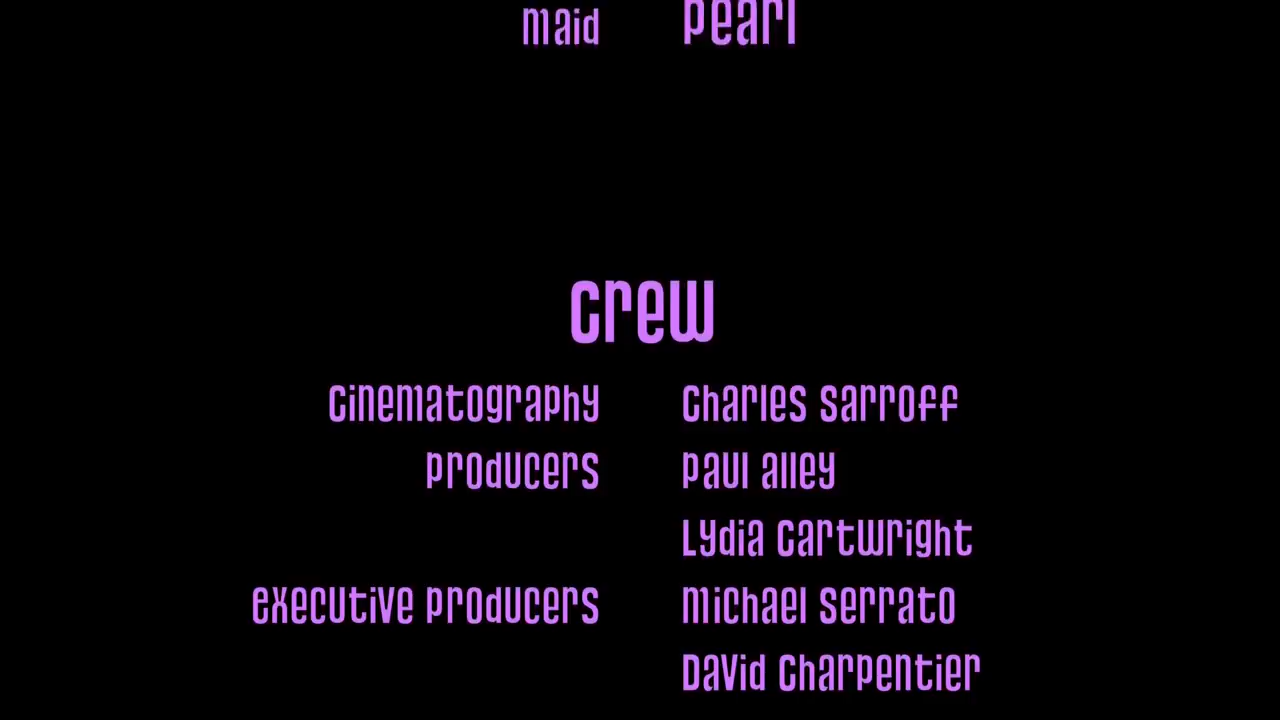 maid pearl
crew
cinematography Charles Sarroff
producers Paul Alley
Lydia Cartwright
executive producers Michael Serrato
David Charpentier